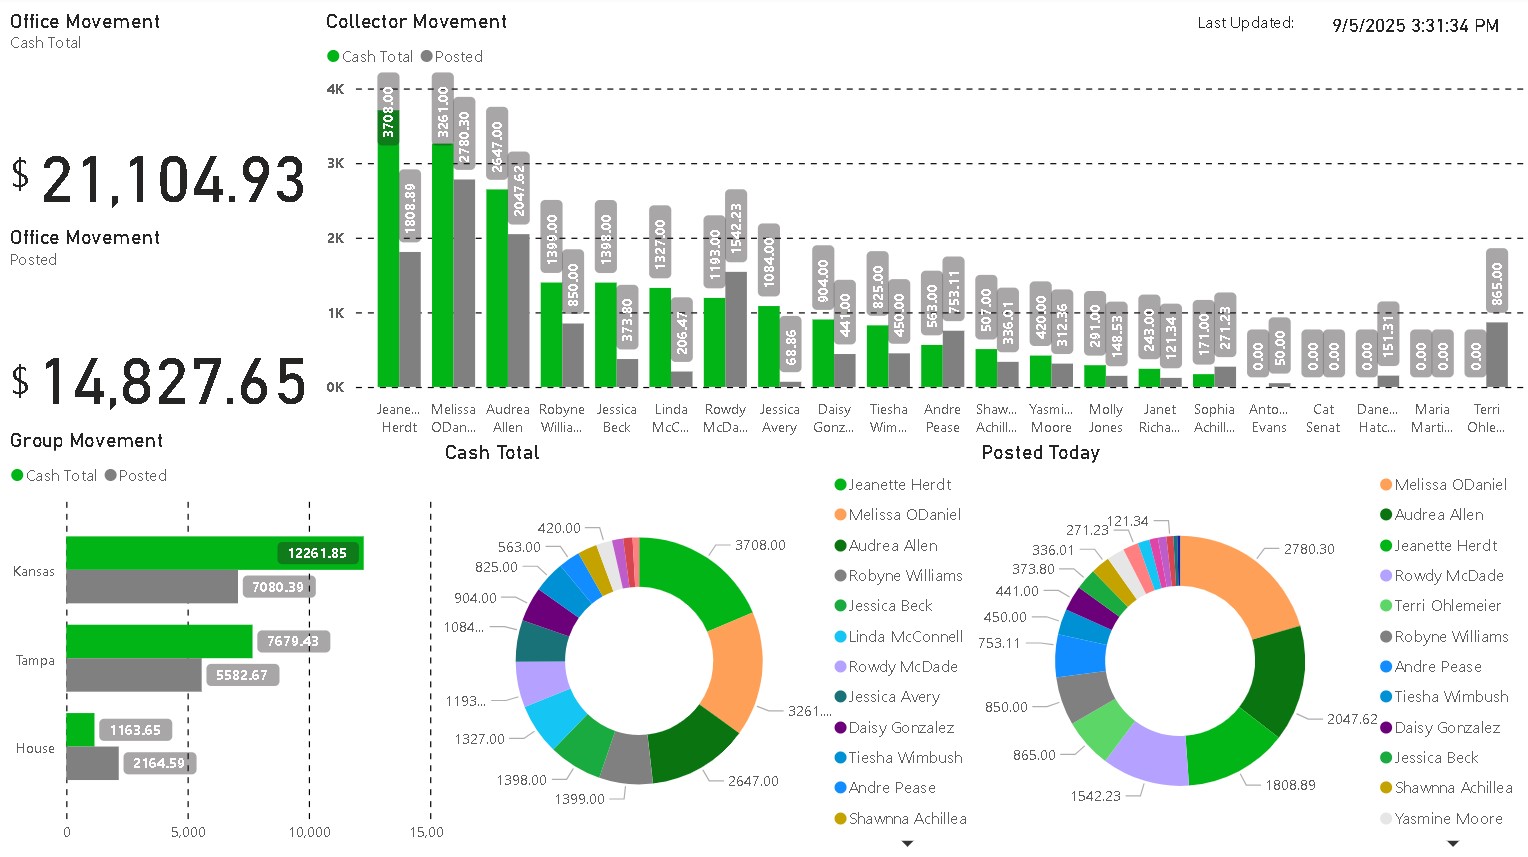 Office Movement
Cash Total
$ 21,104.93
Office Movement
Posted
$ 14,827.65
Collector Movement
Last Updated: 9/5/2025 3:31:34 PM
Cash Total Posted
4K
3K
2K
1K
0K
3708.00 1808.89
3261.00 2780.30
2647.00 2047.62
1399.00 850.00
1398.00 373.80
1327.00 206.47
1193.00 1542.23
1084.00 68.86
904.00 441.00
825.00 450.00
563.00 753.11
507.00 336.01
420.00 312.36
291.00 148.53
243.00 121.34
171.00 271.23
0.00 50.00
0.00 0.00
0.00 151.31
0.00 0.00
0.00 865.00
Jeane... Melissa Audrea Robyne Jessica Linda Rowdy Jessica Daisy Tiesha Andre Shaw... Yasmi... Molly Janet Sophia Anto... Cat Dane... Maria Terri
Herdt ODan... Allen Willia... Beck McC... McDa... Avery Gonz... Wim... Pease Achill... Moore Jones Richa... Achill... Evans Senat Hatc... Marti... Ohle...
Group Movement
Cash Total Posted
Kansas
12261.85
7080.39
Tampa
7679.43
5582.67
House
1163.65
2164.59
0 5,000 10,000 15,00
Cash Total
3708.00
3261....
2647.00
1399.00
1398.00
1327.00
1193...
1084...
904.00
825.00
563.00
420.00
Jeanette Herdt
Melissa ODaniel
Audrea Allen
Robyne Williams
Jessica Beck
Linda McConnell
Rowdy McDade
Jessica Avery
Daisy Gonzalez
Tiesha Wimbush
Andre Pease
Shawnna Achillea
Posted Today
2780.30
2047.62
1808.89
1542.23
865.00
850.00
753.11
450.00
441.00
373.80
336.01
271.23
121.34
Melissa ODaniel
Audrea Allen
Jeanette Herdt
Rowdy McDade
Terri Ohlemeier
Robyne Williams
Andre Pease
Tiesha Wimbush
Daisy Gonzalez
Jessica Beck
Shawnna Achillea
Yasmine Moore